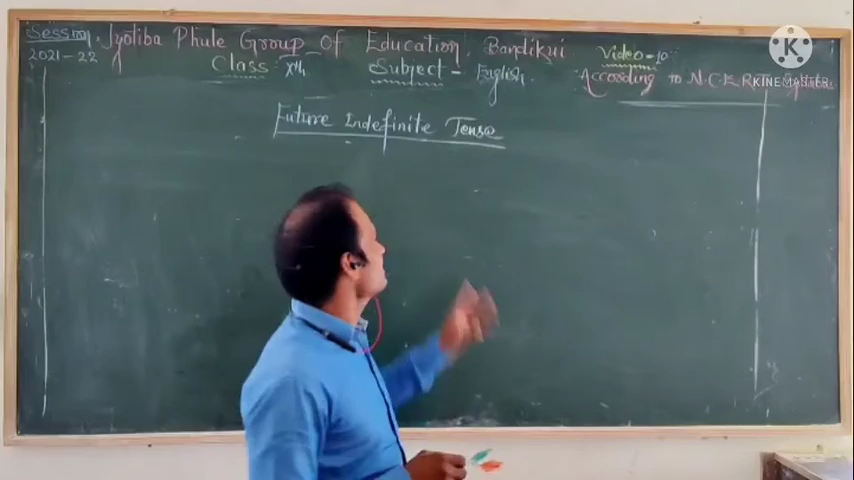 Session Jyotiba Phule Group Of Education, Bandikui
2021-22 Class Xth Subject - English. Video-10
According to N.C.E.R.T
KINEMASTER
Future Indefinite Tense